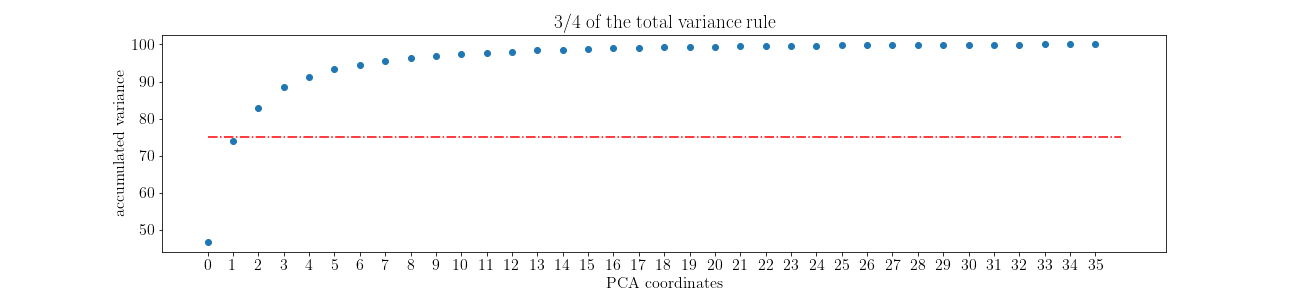 3/4 of the total variance rule
accumulated variance
100
90
80
70
60
50
0 1 2 3 4 5 6 7 8 9 10 11 12 13 14 15 16 17 18 19 20 21 22 23 24 25 26 27 28 29 30 31 32 33 34 35
PCA coordinates